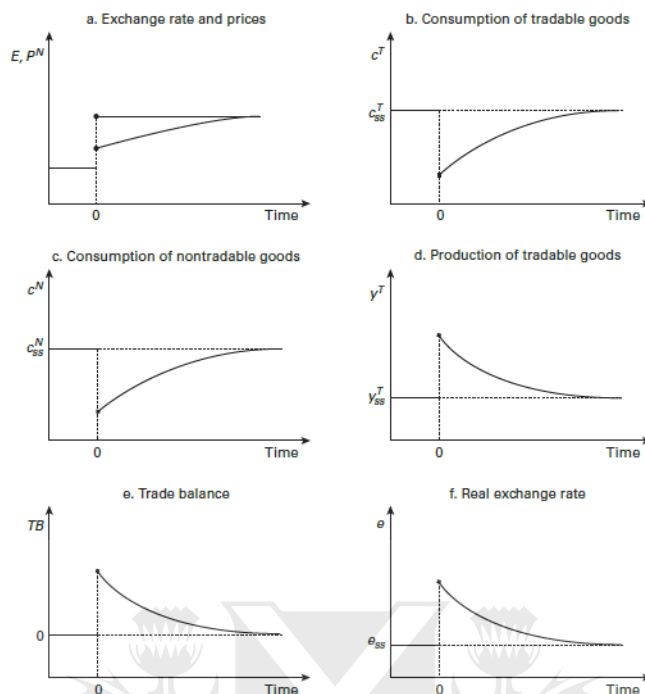 a. Exchange rate and prices
E, P^N
0
Time
b. Consumption of tradable goods
c^T
c^T_ss
0
Time
c. Consumption of nontradable goods
c^N
c^N_ss
0
Time
d. Production of tradable goods
y^T
y^T_ss
0
Time
e. Trade balance
TB
0
0
Time
f. Real exchange rate
e
e_ss
0
Time